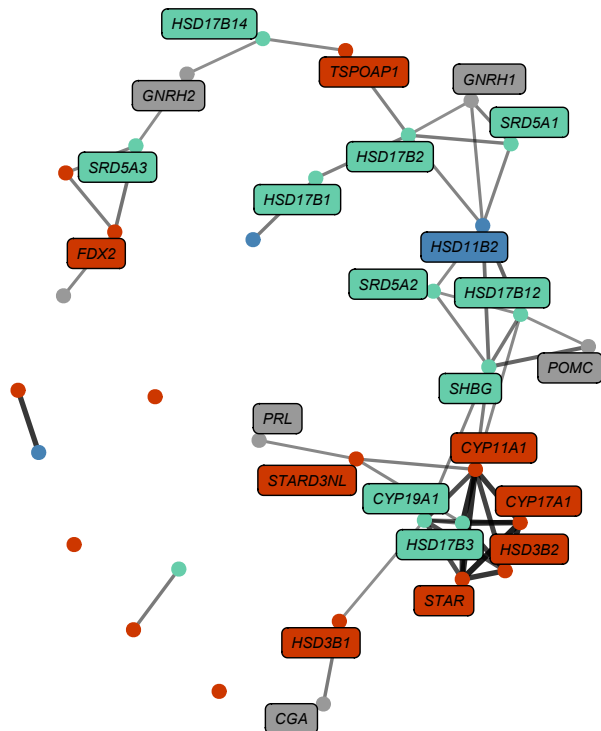 HSD17B14
TSPOAP1
GNRH2
GNRH1
SRD5A1
SRD5A3
HSD17B2
HSD17B1
FDX2
HSD11B2
SRD5A2
HSD17B12
POMC
SHBG
PRL
CYP11A1
STARD3NL
CYP19A1
CYP17A1
HSD17B3
HSD3B2
STAR
HSD3B1
CGA